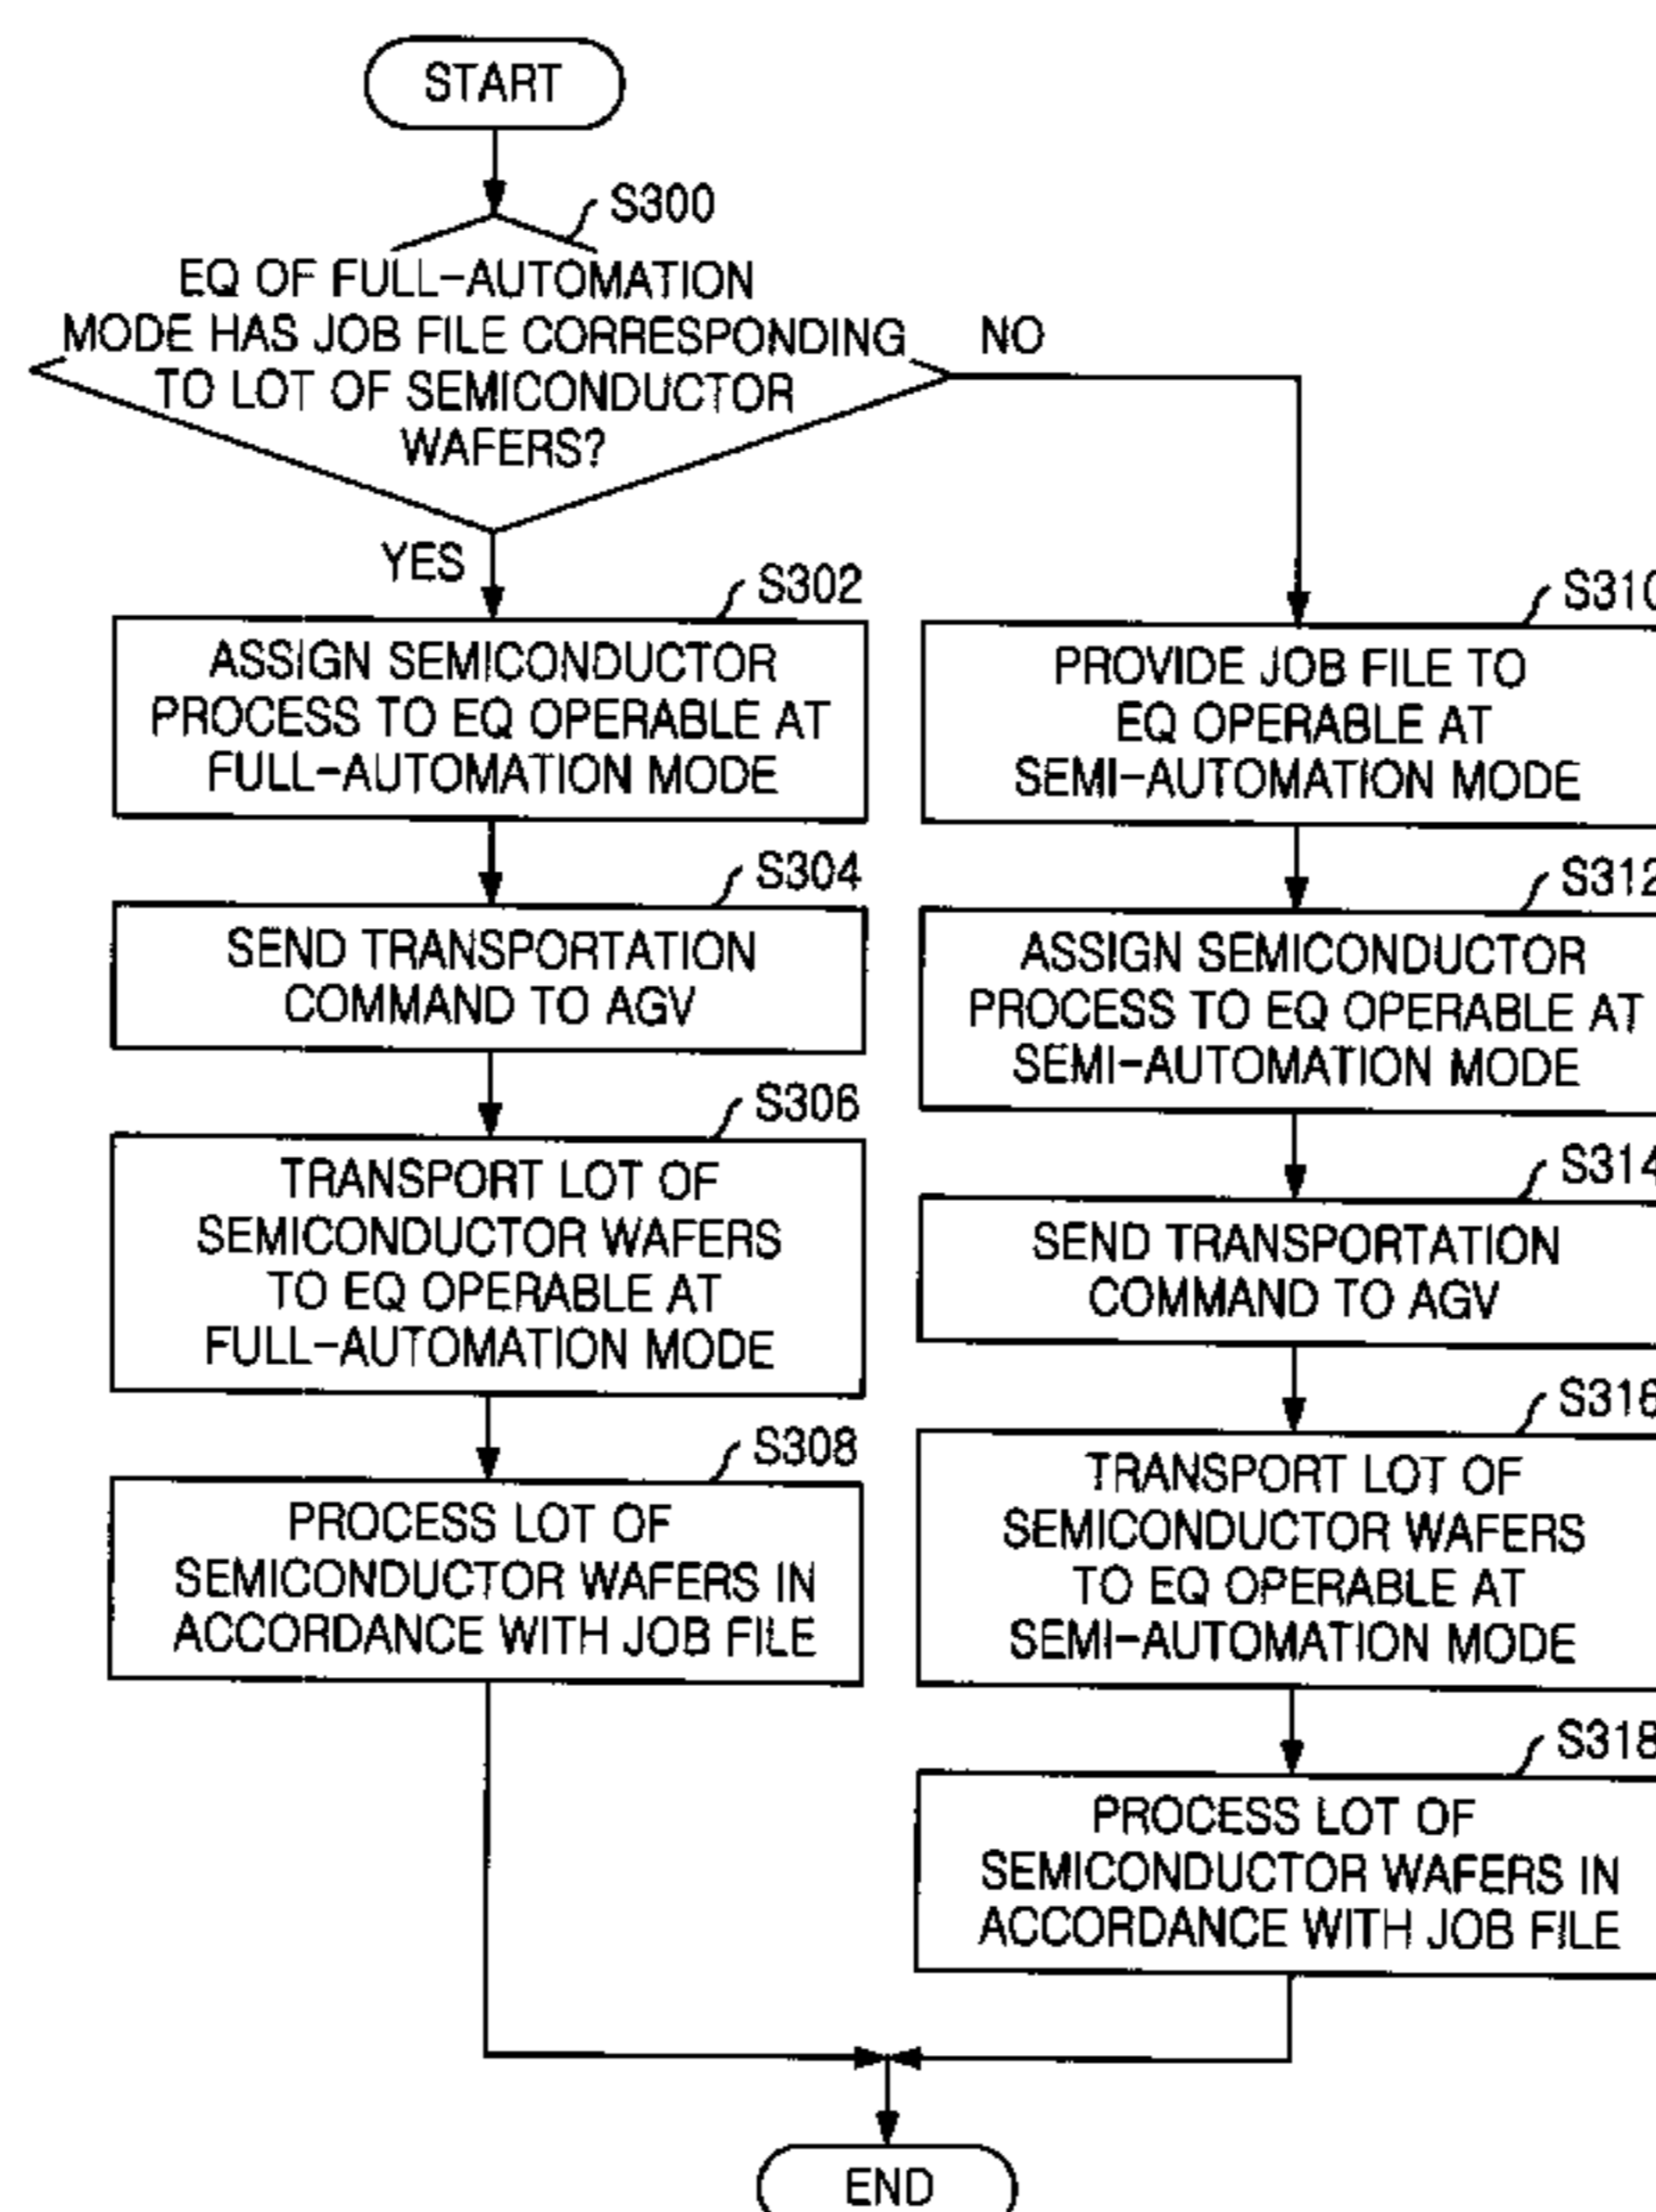 START
S300
EQ OF FULL-AUTOMATION
MODE HAS JOB FILE CORRESPONDING
TO LOT OF SEMICONDUCTOR
WAFERS?
NO
YES
S302
ASSIGN SEMICONDUCTOR
PROCESS TO EQ OPERABLE AT
FULL-AUTOMATION MODE
S304
SEND TRANSPORTATION
COMMAND TO AGV
S306
TRANSPORT LOT OF
SEMICONDUCTOR WAFERS
TO EQ OPERABLE AT
FULL-AUTOMATION MODE
S308
PROCESS LOT OF
SEMICONDUCTOR WAFERS IN
ACCORDANCE WITH JOB FILE
S310
PROVIDE JOB FILE TO
EQ OPERABLE AT
SEMI-AUTOMATION MODE
S312
ASSIGN SEMICONDUCTOR
PROCESS TO EQ OPERABLE AT
SEMI-AUTOMATION MODE
S314
SEND TRANSPORTATION
COMMAND TO AGV
S316
TRANSPORT LOT OF
SEMICONDUCTOR WAFERS
TO EQ OPERABLE AT
SEMI-AUTOMATION MODE
S318
PROCESS LOT OF
SEMICONDUCTOR WAFERS IN
ACCORDANCE WITH JOB FILE
END